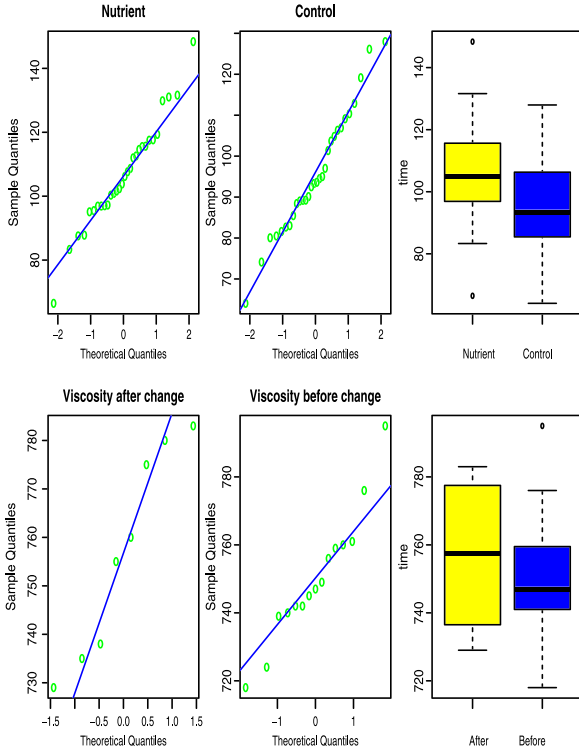 Nutrient
Control
Sample Quantiles
80
100
120
140
−2
−1
0
1
2
Theoretical Quantiles
Sample Quantiles
70
80
90
100
110
120
130
−2
−1
0
1
2
Theoretical Quantiles
time
80
100
120
140
Nutrient
Control
Viscosity after change
Viscosity before change
Sample Quantiles
730
740
750
760
770
780
−1.5
−0.5
0.0
0.5
1.0
1.5
Theoretical Quantiles
Sample Quantiles
720
740
760
780
−1
0
1
Theoretical Quantiles
time
720
740
760
780
After
Before